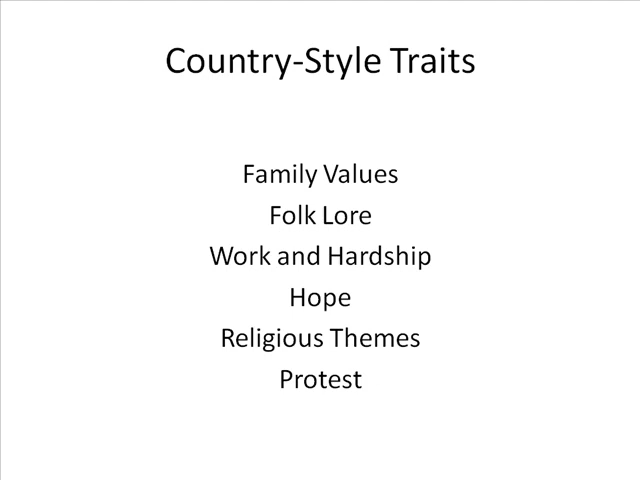 Country-Style Traits
Family Values
Folk Lore
Work and Hardship
Hope
Religious Themes
Protest